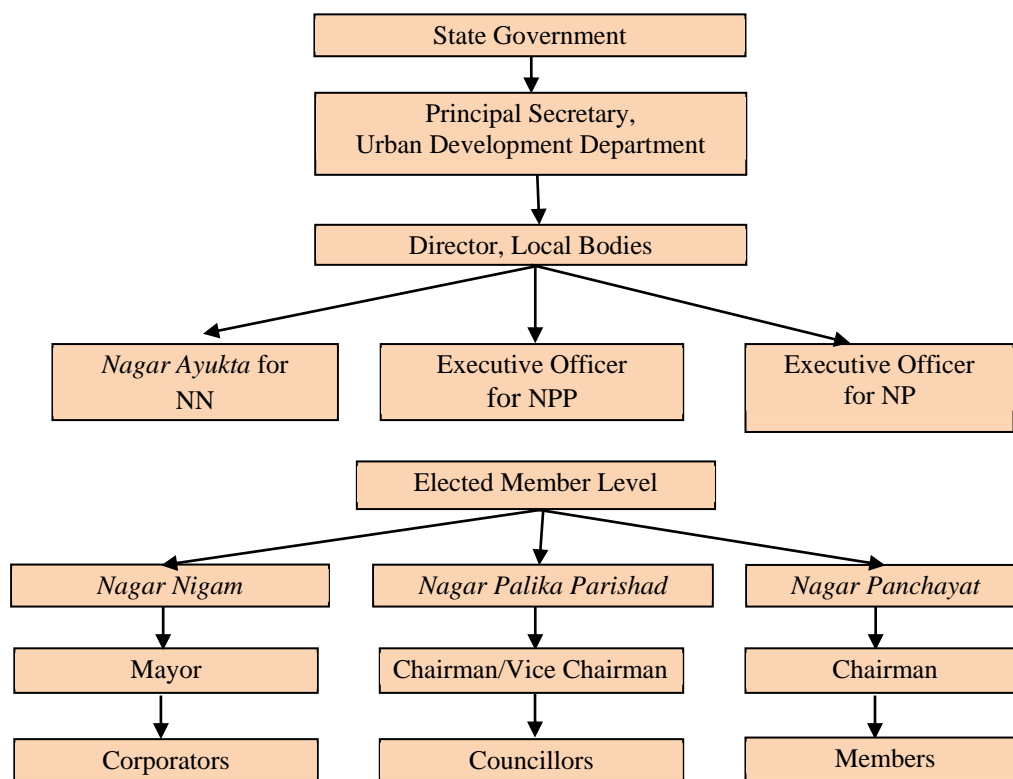 State Government
Principal Secretary,
Urban Development Department
Director, Local Bodies
Nagar Ayukta for
NN
Executive Officer
for NPP
Executive Officer
for NP
Elected Member Level
Nagar Nigam
Nagar Palika Parishad
Nagar Panchayat
Mayor
Chairman/Vice Chairman
Chairman
Corporators
Councillors
Members